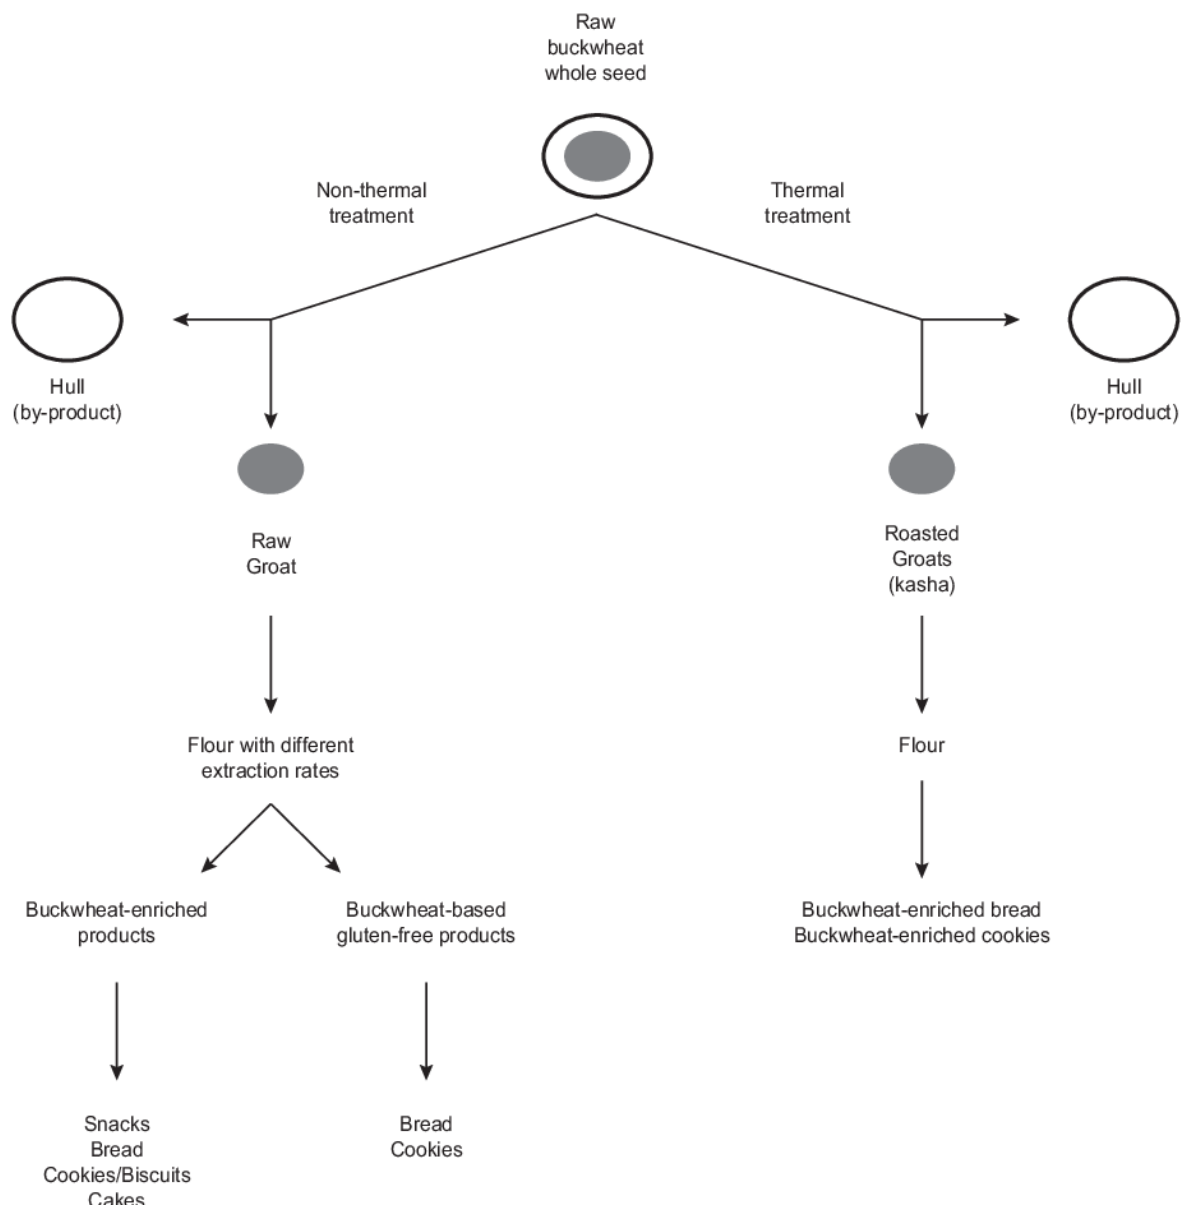 Raw
buckwheat
whole seed
Non-thermal
treatment
Thermal
treatment
Hull
(by-product)
Hull
(by-product)
Raw
Groat
Roasted
Groats
(kasha)
Flour with different
extraction rates
Flour
Buckwheat-enriched
products
Buckwheat-based
gluten-free products
Buckwheat-enriched bread
Buckwheat-enriched cookies
Snacks
Bread
Cookies/Biscuits
Cakes
Bread
Cookies